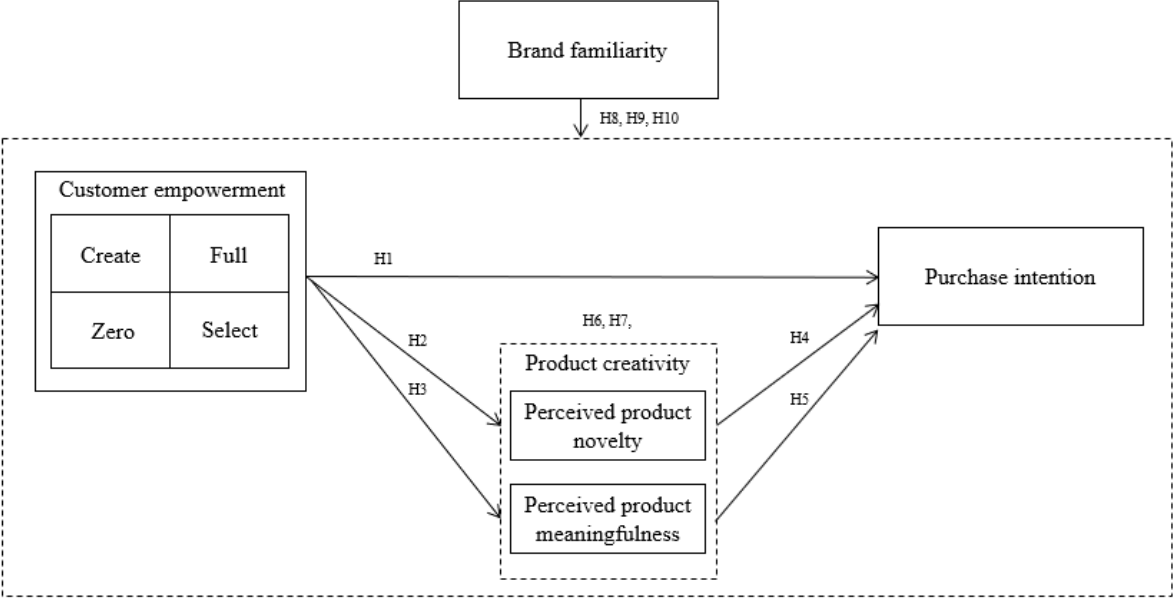 Brand familiarity
H8, H9, H10
Customer empowerment
Create
Full
Zero
Select
H1
Purchase intention
H2
H3
H6, H7,
Product creativity
Perceived product
novelty
Perceived product
meaningfulness
H4
H5